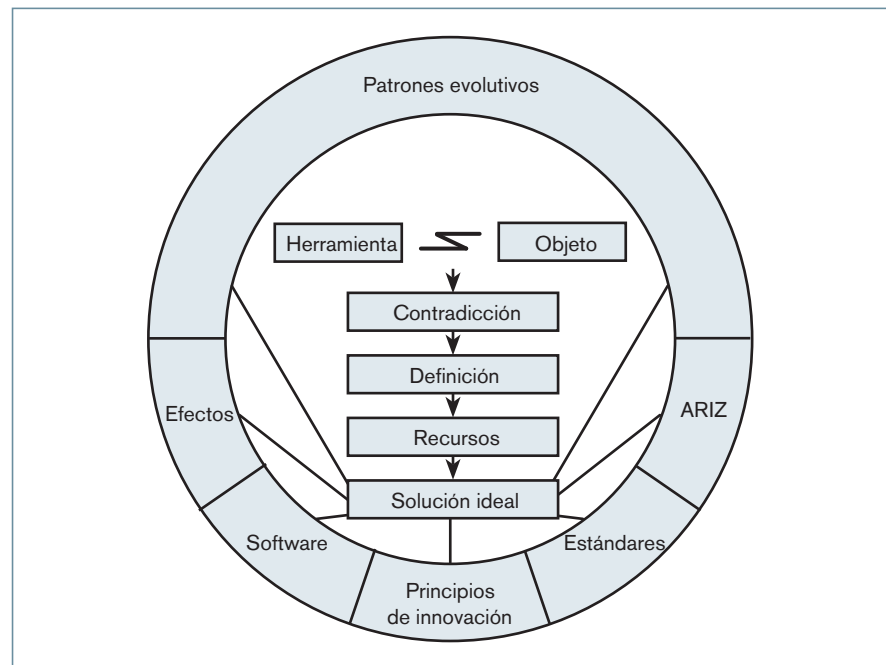 Patrones evolutivos
Herramienta
Objeto
Contradicción
Definición
Recursos
Solución ideal
Efectos
ARIZ
Software
Estándares
Principios
de innovación